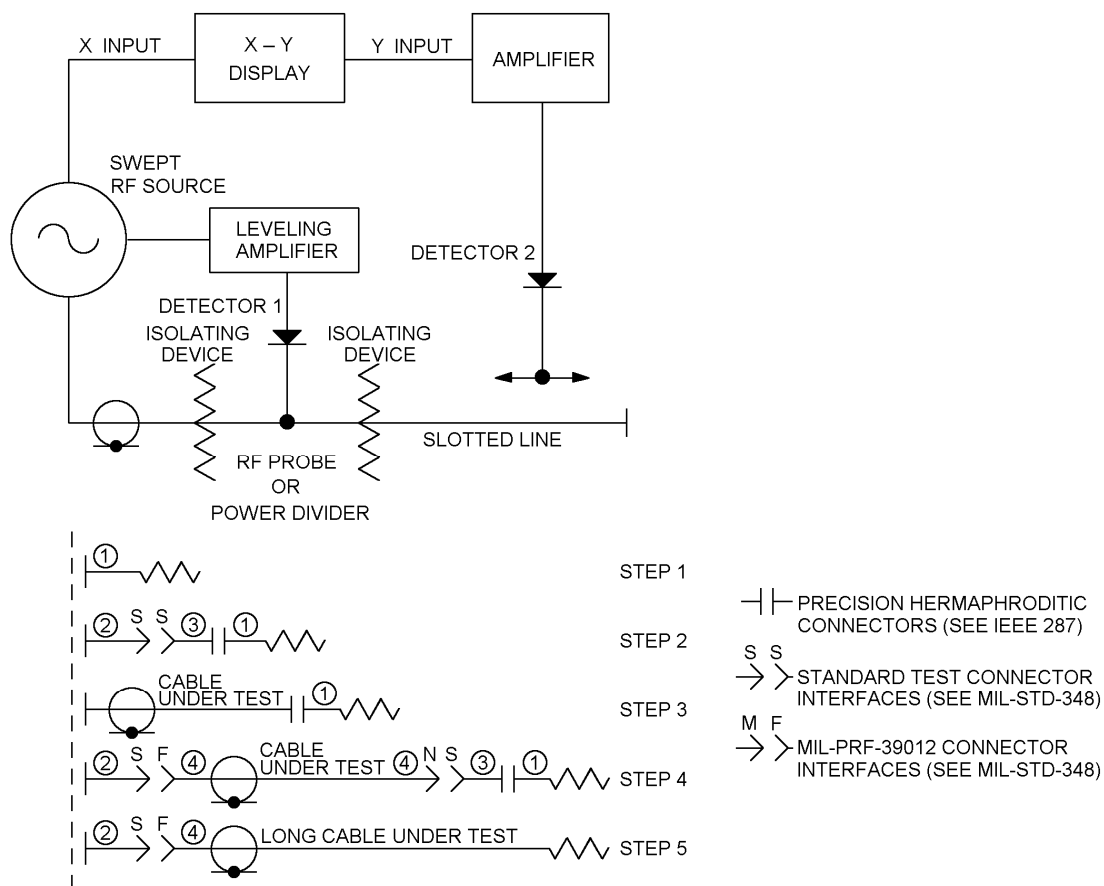 X INPUT
X – Y
DISPLAY
Y INPUT
AMPLIFIER
SWEPT
RF SOURCE
LEVELING
AMPLIFIER
DETECTOR 2
DETECTOR 1
ISOLATING
DEVICE
ISOLATING
DEVICE
SLOTTED LINE
RF PROBE
OR
POWER DIVIDER
1
STEP 1
2 S S 3 1
STEP 2
CABLE
UNDER TEST
1
STEP 3
2 S F 4
CABLE
UNDER TEST
4 N S 3 1
STEP 4
2 S F 4
LONG CABLE UNDER TEST
STEP 5
PRECISION HERMAPHRODITIC
CONNECTORS (SEE IEEE 287)
S S
STANDARD TEST CONNECTOR
INTERFACES (SEE MIL-STD-348)
M F
MIL-PRF-39012 CONNECTOR
INTERFACES (SEE MIL-STD-348)